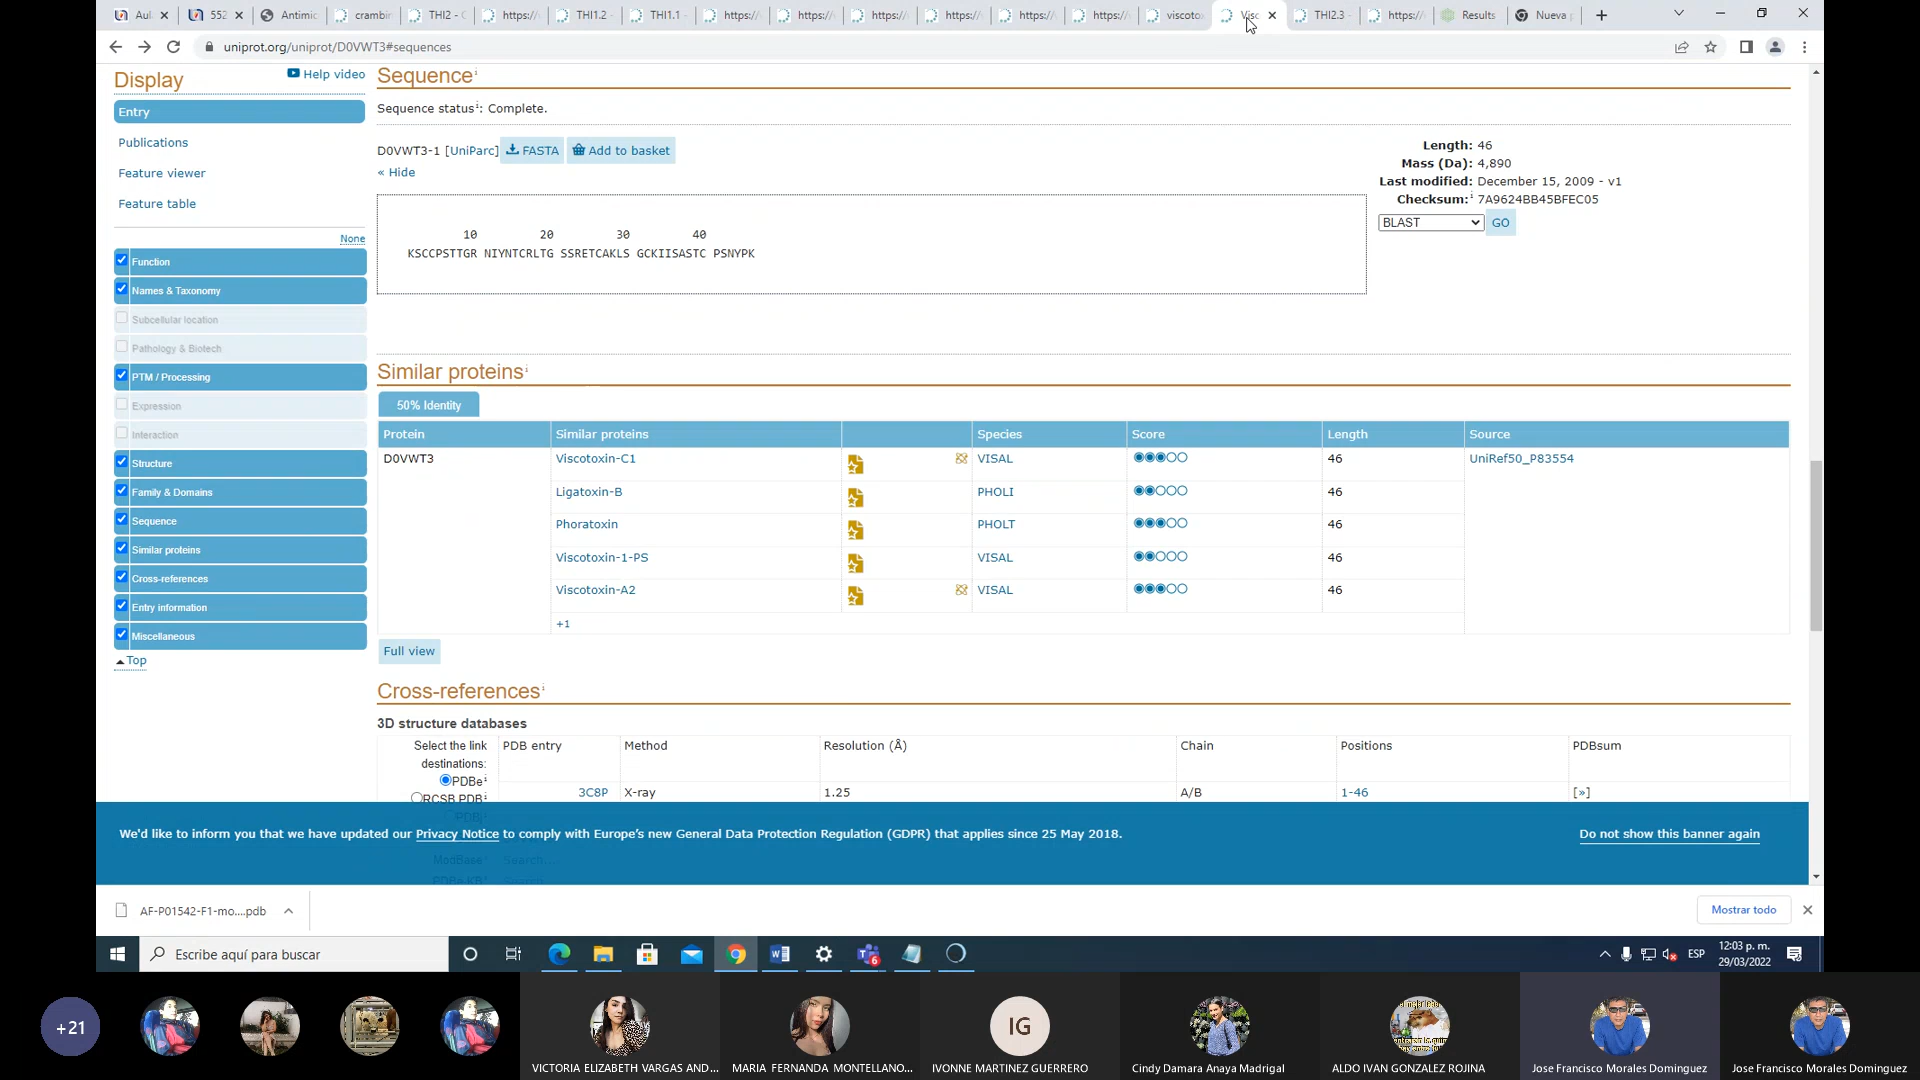 Aul
552
Antimic
crambin
THI2 - C
https://
THI1.2 -
THI1.1 -
https://
https://
https://
https://
https://
https://
viscotox
Visc
THI2.3 -
https://
Results
Nueva p
uniprot.org/uniprot/D0VWT3#sequences
Display
Help video
Entry
Publications
Feature viewer
Feature table
None
Function
Names & Taxonomy
Subcellular location
Pathology & Biotech
PTM / Processing
Expression
Interaction
Structure
Family & Domains
Sequence
Similar proteins
Cross-references
Entry information
Miscellaneous
Top
Sequence i
Sequence status i: Complete.
D0VWT3-1 [UniParc] FASTA Add to basket
« Hide
10 20 30 40
KSCCPSTTGR NIYNTCRLTG SSRETCAKLS GCKIISASTC PSNYPK
Length: 46
Mass (Da): 4,890
Last modified: December 15, 2009 - v1
Checksum: i 7A9624BB45BFEC05
BLAST GO
Similar proteins i
50% Identity
Protein Similar proteins Species Score Length Source
D0VWT3 Viscotoxin-C1 VISAL 46 UniRef50_P83554
Ligatoxin-B PHOLI 46
Phoratoxin PHOLT 46
Viscotoxin-1-PS VISAL 46
Viscotoxin-A2 VISAL 46
+1
Full view
Cross-references i
3D structure databases
Select the link destinations:
PDBe i
RCSB PDB i
PDBj i
PDB entry Method Resolution (Å) Chain Positions PDBsum
3C8P X-ray 1.25 A/B 1-46 [»]
We'd like to inform you that we have updated our Privacy Notice to comply with Europe's new General Data Protection Regulation (GDPR) that applies since 25 May 2018.
Do not show this banner again
ModBase i Search...
PDBe-KB i Search...
AF-P01542-F1-mo....pdb
Mostrar todo
Escribe aquí para buscar
6
ESP
12:03 p. m.
29/03/2022
+21
VICTORIA ELIZABETH VARGAS AND...
MARIA FERNANDA MONTELLANO...
IG
IVONNE MARTINEZ GUERRERO
Cindy Damara Anaya Madrigal
ALDO IVAN GONZALEZ ROJINA
Jose Francisco Morales Dominguez
Jose Francisco Morales Dominguez